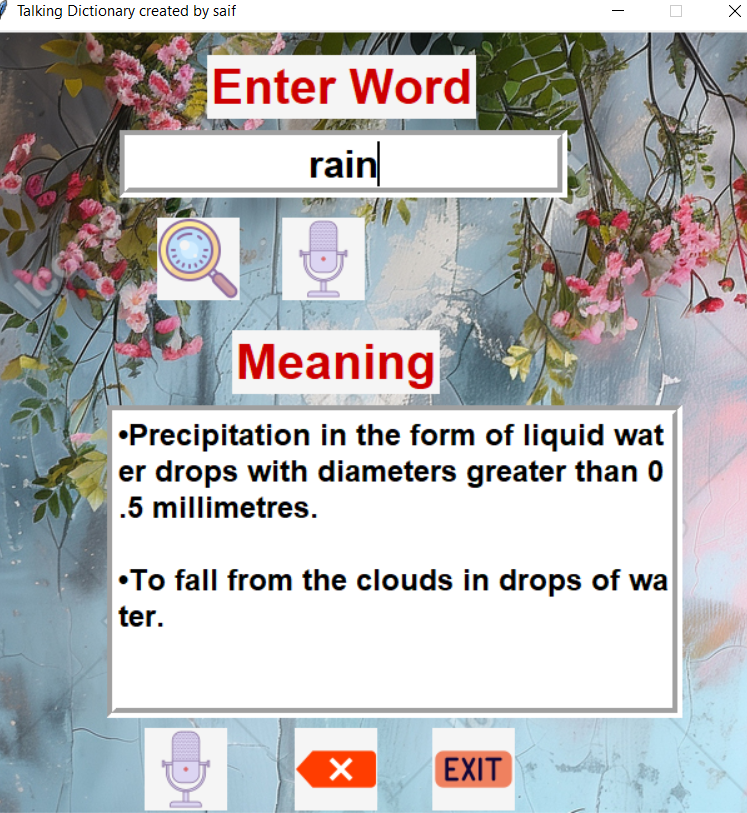 Talking Dictionary created by saif
Enter Word
rain
Meaning
•Precipitation in the form of liquid wat
er drops with diameters greater than 0
.5 millimetres.
•To fall from the clouds in drops of wa
ter.
EXIT